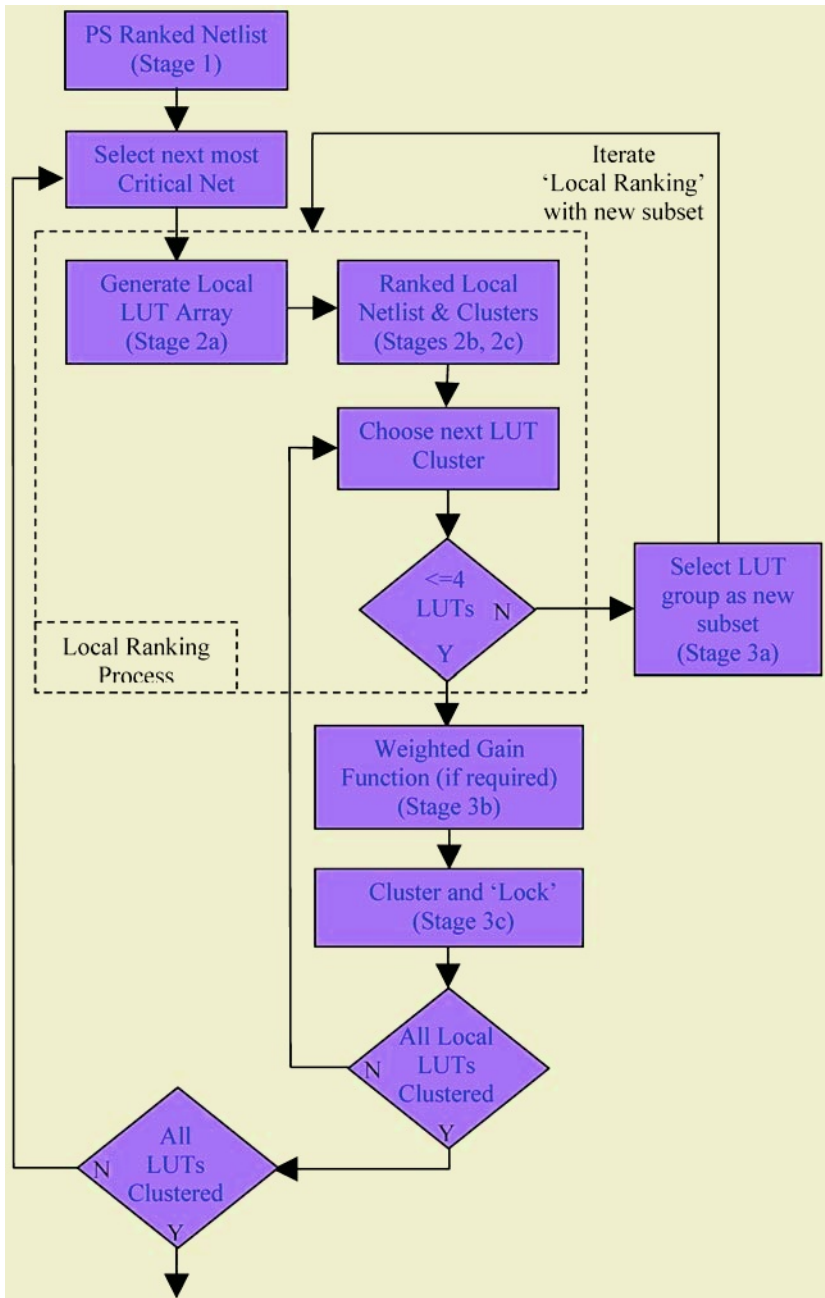 PS Ranked Netlist
(Stage 1)
Select next most
Critical Net
Iterate
‘Local Ranking’
with new subset
Generate Local
LUT Array
(Stage 2a)
Ranked Local
Netlist & Clusters
(Stages 2b, 2c)
Choose next LUT
Cluster
<=4
LUTs
N
Y
Select LUT
group as new
subset
(Stage 3a)
Local Ranking
Process
Weighted Gain
Function (if required)
(Stage 3b)
Cluster and ‘Lock’
(Stage 3c)
All Local
LUTs
Clustered
N
Y
All
LUTs
Clustered
N
Y